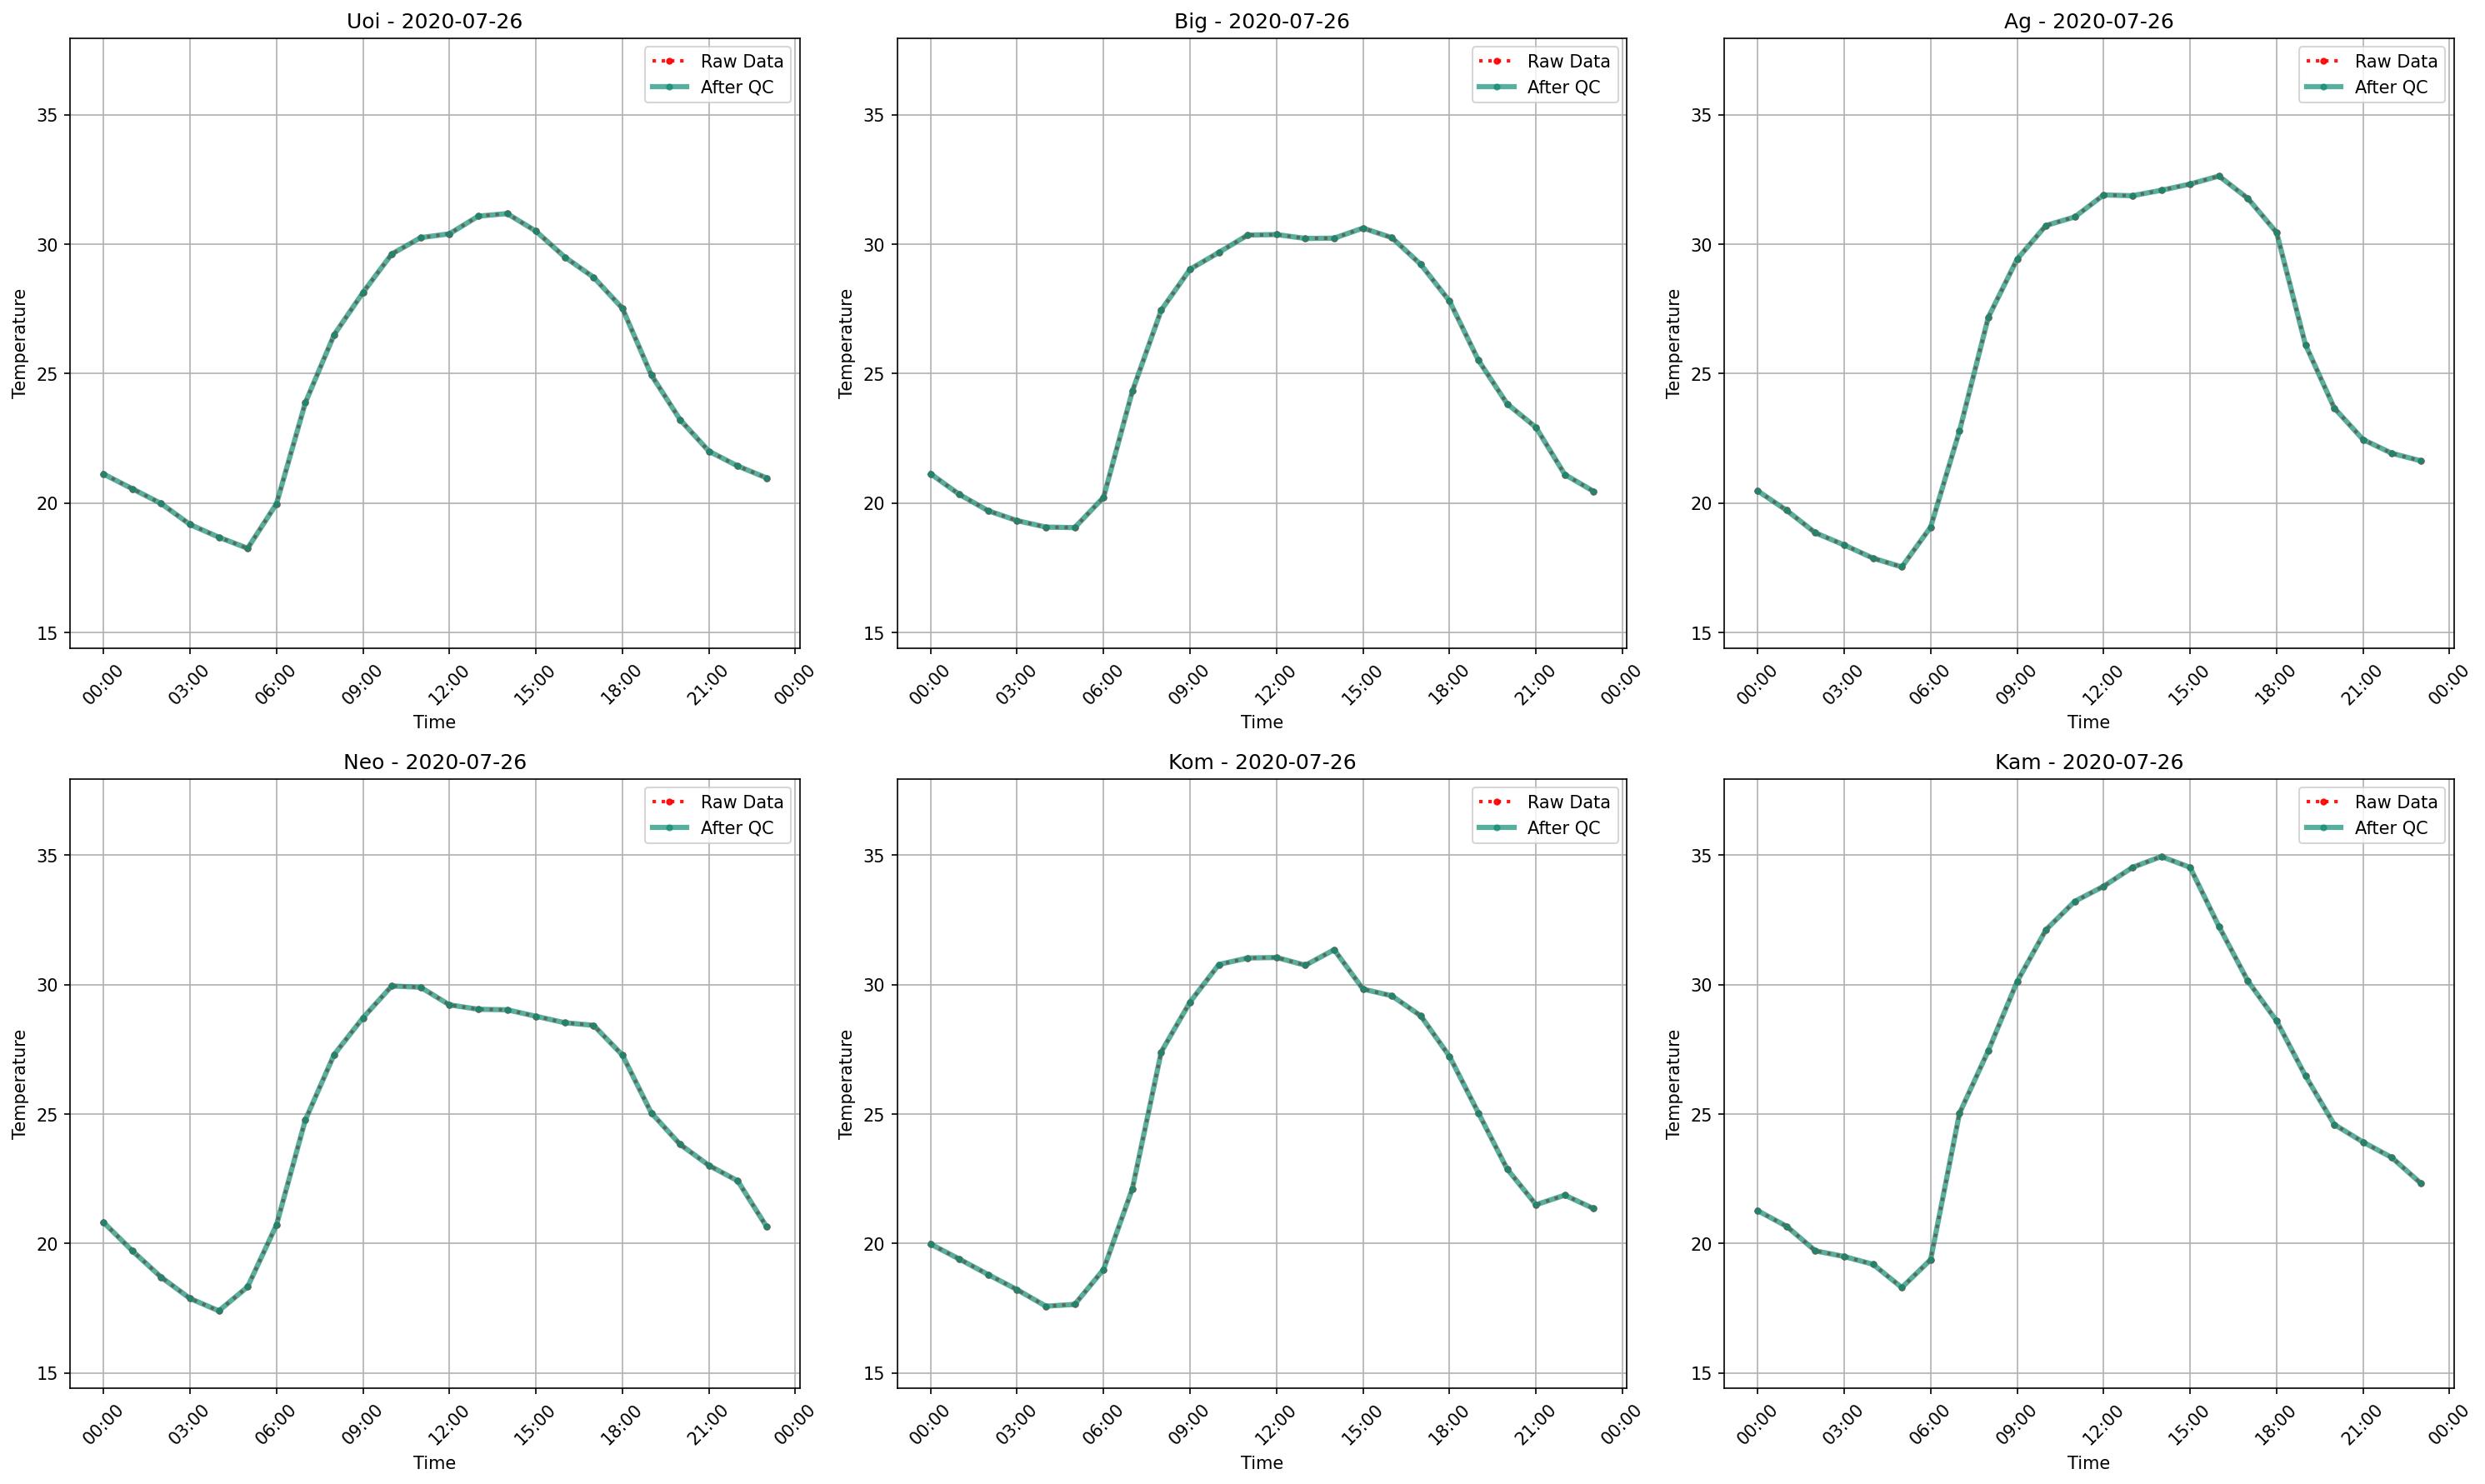 Uoi - 2020-07-26
Raw Data
After QC
Temperature
35
30
25
20
15
00:00
03:00
06:00
09:00
12:00
15:00
18:00
21:00
00:00
Time
Big - 2020-07-26
Raw Data
After QC
Temperature
35
30
25
20
15
00:00
03:00
06:00
09:00
12:00
15:00
18:00
21:00
00:00
Time
Ag - 2020-07-26
Raw Data
After QC
Temperature
35
30
25
20
15
00:00
03:00
06:00
09:00
12:00
15:00
18:00
21:00
00:00
Time
Neo - 2020-07-26
Raw Data
After QC
Temperature
35
30
25
20
15
00:00
03:00
06:00
09:00
12:00
15:00
18:00
21:00
00:00
Time
Kom - 2020-07-26
Raw Data
After QC
Temperature
35
30
25
20
15
00:00
03:00
06:00
09:00
12:00
15:00
18:00
21:00
00:00
Time
Kam - 2020-07-26
Raw Data
After QC
Temperature
35
30
25
20
15
00:00
03:00
06:00
09:00
12:00
15:00
18:00
21:00
00:00
Time